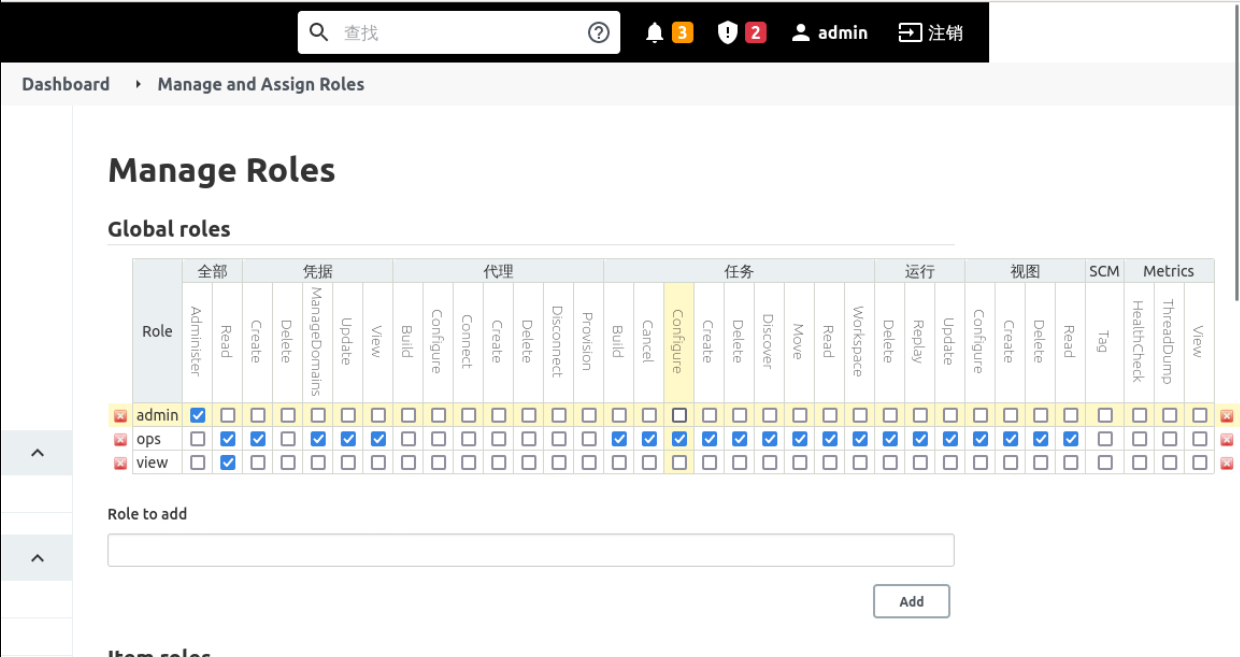 查找 3 2 admin 注销
Dashboard Manage and Assign Roles
Manage Roles
Global roles
Role 全部 凭据 代理 任务 运行 视图 SCM Metrics
Administer Read Create Delete ManageDomains Update View Build Configure Connect Create Delete Disconnect Provision Build Cancel Configure Create Delete Discover Move Read Workspace Delete Replay Update Configure Create Delete Read Tag HealthCheck ThreadDump View
admin
ops
view
Role to add
Add
Item roles